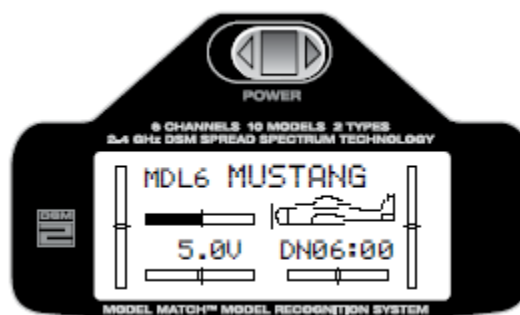 POWER
6 CHANNELS 10 MODELS 2 TYPES
2.4 GHz DSM SPREAD SPECTRUM TECHNOLOGY
MDL6 MUSTANG
DSM
2
5.0V DN06:00
MODEL MATCH™ MODEL RECOGNITION SYSTEM